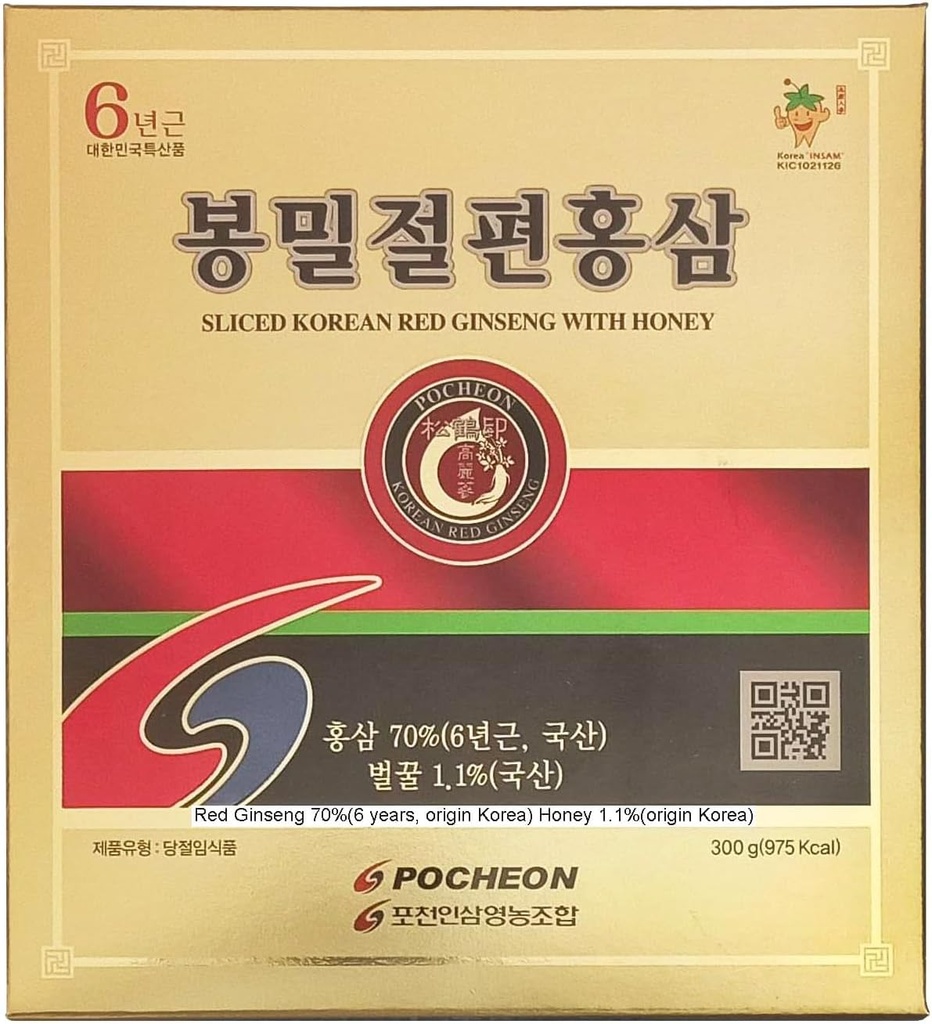 6년근
대한민국특산품
Korea "INSAM"
KIC1021126
봉밀절편홍삼
SLICED KOREAN RED GINSENG WITH HONEY
POCHEON
松鶴印
高麗蔘
KOREAN RED GINSENG
홍삼 70%(6년근, 국산)
벌꿀 1.1%(국산)
Red Ginseng 70%(6 years, origin Korea) Honey 1.1%(origin Korea)
제품유형 : 당절임식품
300 g(975 Kcal)
POCHEON
포천인삼영농조합